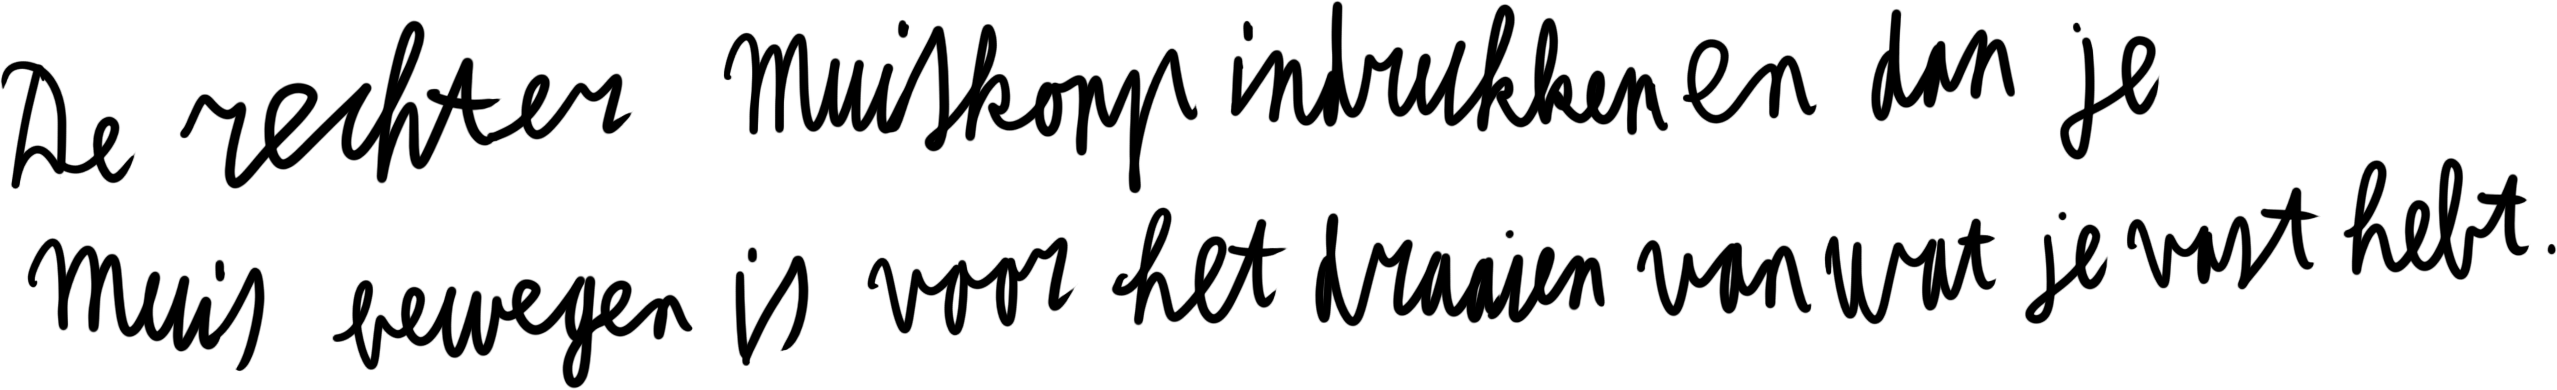 De rechter muisknop indrukken en dan je
muis bewegen is voor het draaien van wat je vast hebt.